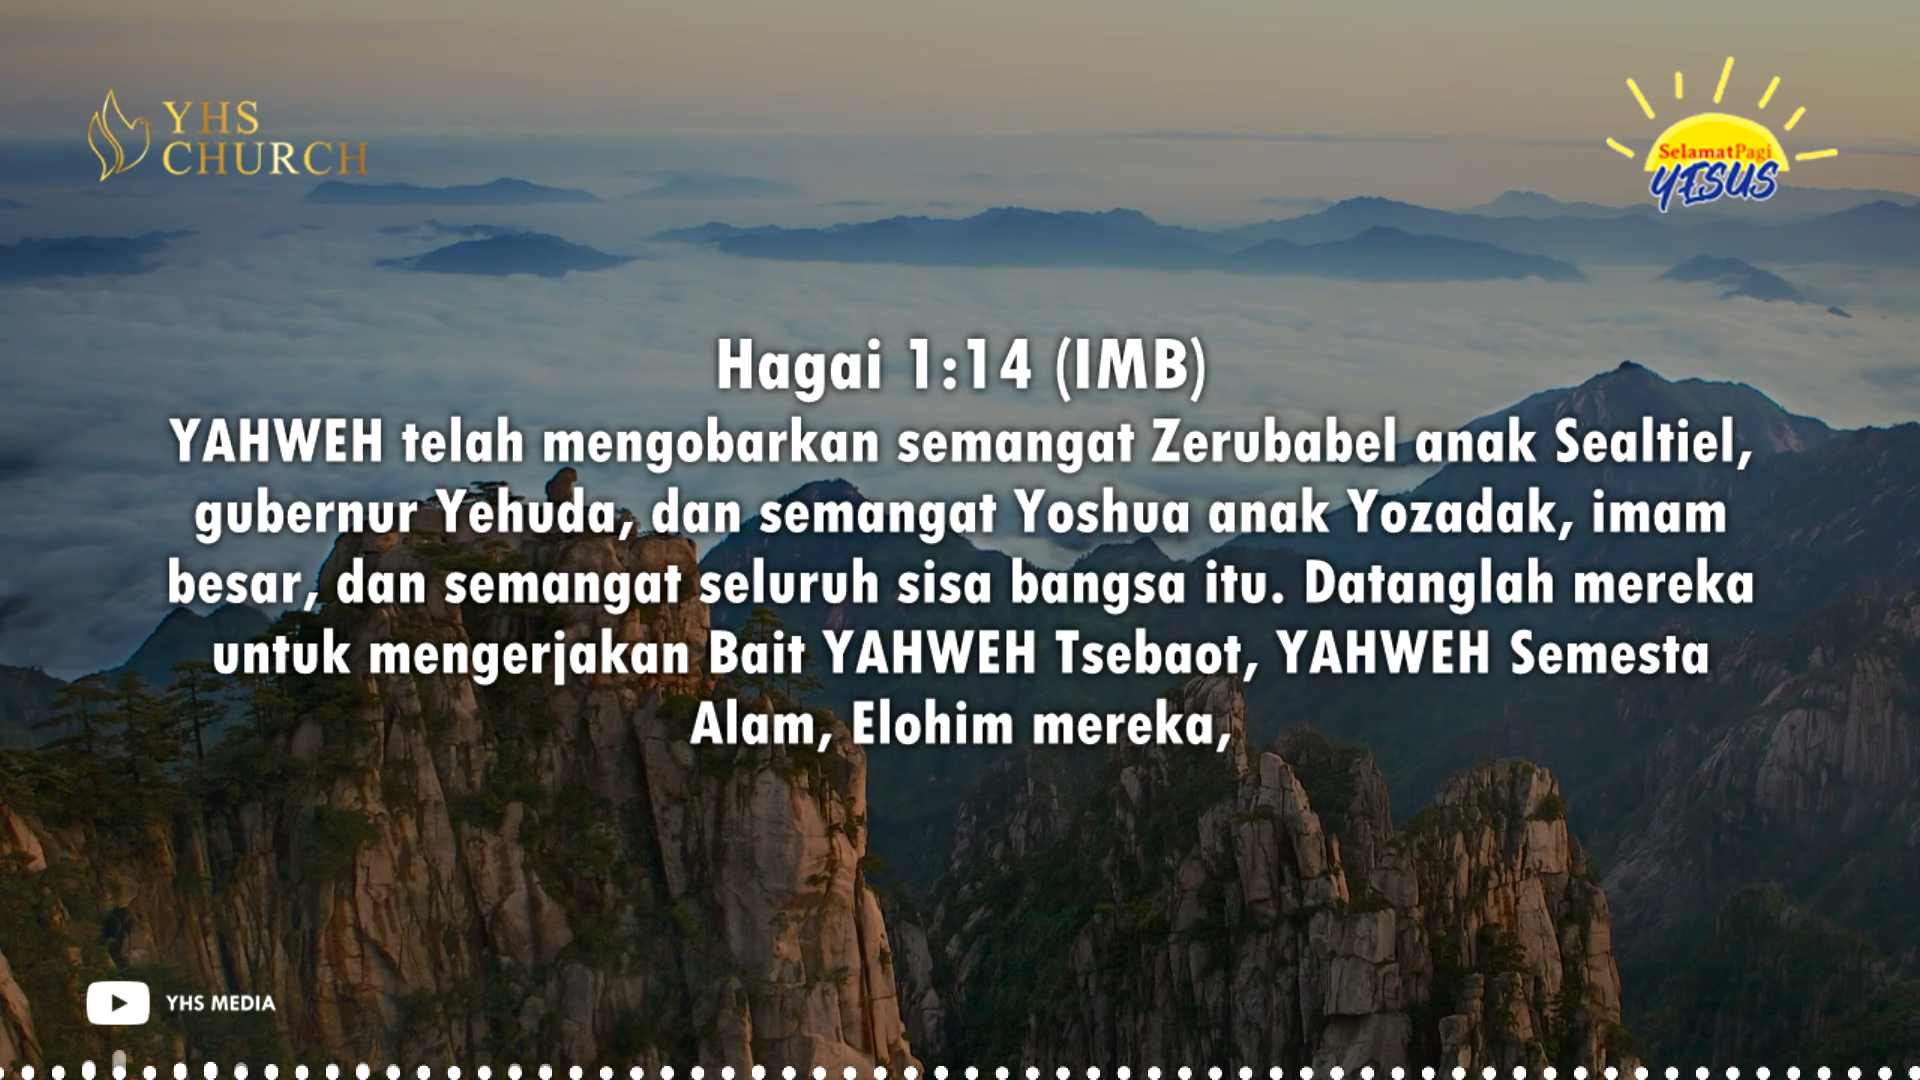 YHS
CHURCH
SelamatPagi
YESUS
Hagai 1:14 (IMB)
YAHWEH telah mengobarkan semangat Zerubabel anak Sealtiel,
gubernur Yehuda, dan semangat Yoshua anak Yozadak, imam
besar, dan semangat seluruh sisa bangsa itu. Datanglah mereka
untuk mengerjakan Bait YAHWEH Tsebaot, YAHWEH Semesta
Alam, Elohim mereka,
YHS MEDIA